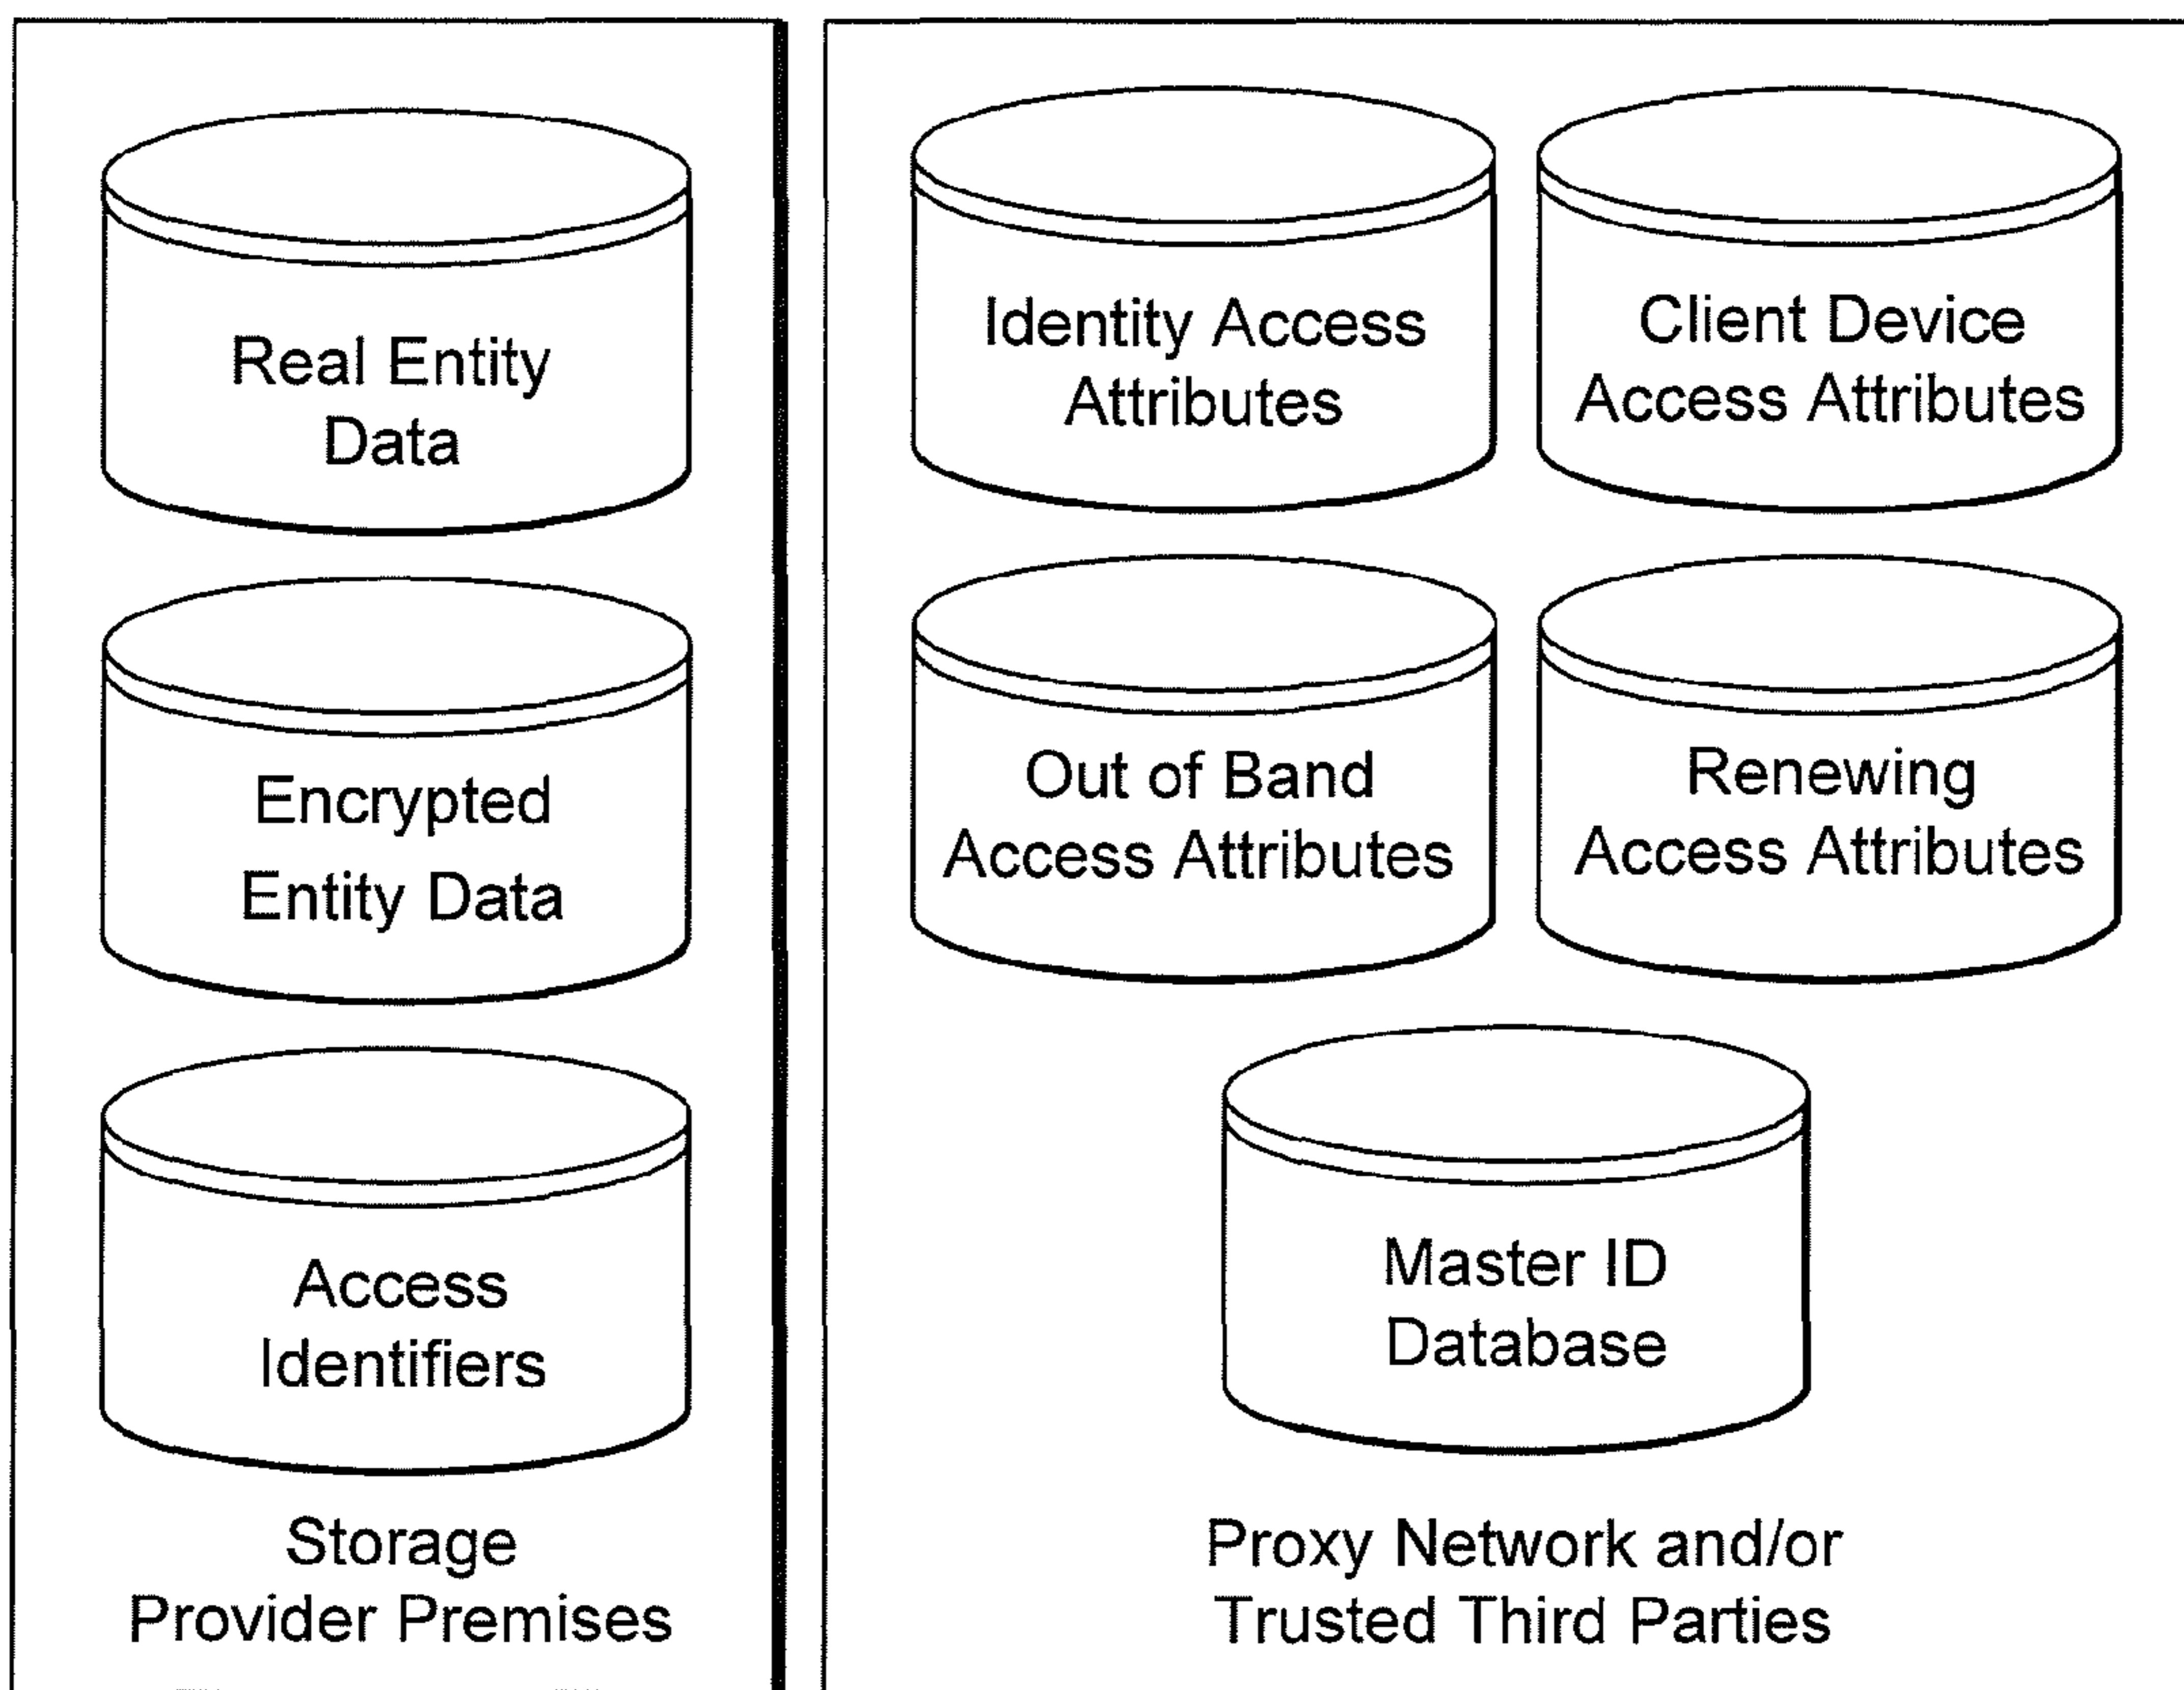 Real Entity
Data
Encrypted
Entity Data
Access
Identifiers
Storage
Provider Premises
Identity Access
Attributes
Client Device
Access Attributes
Out of Band
Access Attributes
Renewing
Access Attributes
Master ID
Database
Proxy Network and/or
Trusted Third Parties